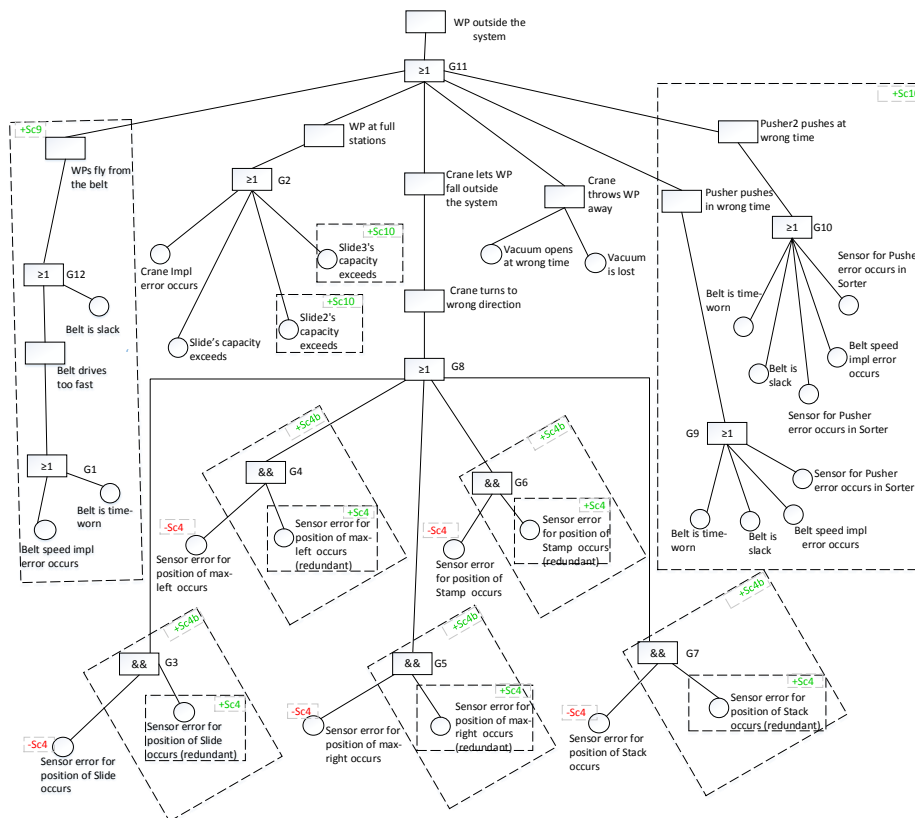 WP outside the
system
≥1
G11
+Sc9
+Sc10
WPs fly from
the belt
WP at full
stations
Crane lets WP
fall outside
the system
Crane
throws WP
away
Pusher2 pushes at
wrong time
Pusher pushes
in wrong time
≥1
G2
≥1
G10
+Sc10
Slide3's
capacity
exceeds
Crane Impl
error occurs
Vacuum opens
at wrong time
Vacuum
is lost
Sensor for Pusher
error occurs in
Sorter
≥1
G12
Belt is slack
Crane turns to
wrong direction
+Sc10
Slide2's
capacity
exceeds
Slide's capacity
exceeds
Belt is time-
worn
Belt is
slack
Belt speed
impl error
occurs
Sensor for Pusher
error occurs in Sorter
Belt drives
too fast
≥1
G8
≥1
G1
Belt is time-
worn
Belt speed impl
error occurs
+Sc4b
&&
G4
-Sc4
+Sc4
Sensor error for
position of max-
left occurs
Sensor error for
position of max-
left occurs
(redundant)
+Sc4b
&&
G6
-Sc4
+Sc4
Sensor error
for position of
Stamp occurs
Sensor error
for position of
Stamp occurs
(redundant)
G9
≥1
Sensor for Pusher
error occurs in Sorter
Belt is time-
worn
Belt is
slack
Belt speed impl
error occurs
+Sc4b
&&
G3
-Sc4
+Sc4
Sensor error for
position of Slide
occurs
Sensor error for
position of Slide
occurs (redundant)
+Sc4b
&&
G5
-Sc4
+Sc4
Sensor error for
position of max-
right occurs
Sensor error for
position of max-
right occurs
(redundant)
+Sc4b
&&
G7
-Sc4
+Sc4
Sensor error for
position of Stack
occurs
Sensor error for
position of Stack
occurs (redundant)